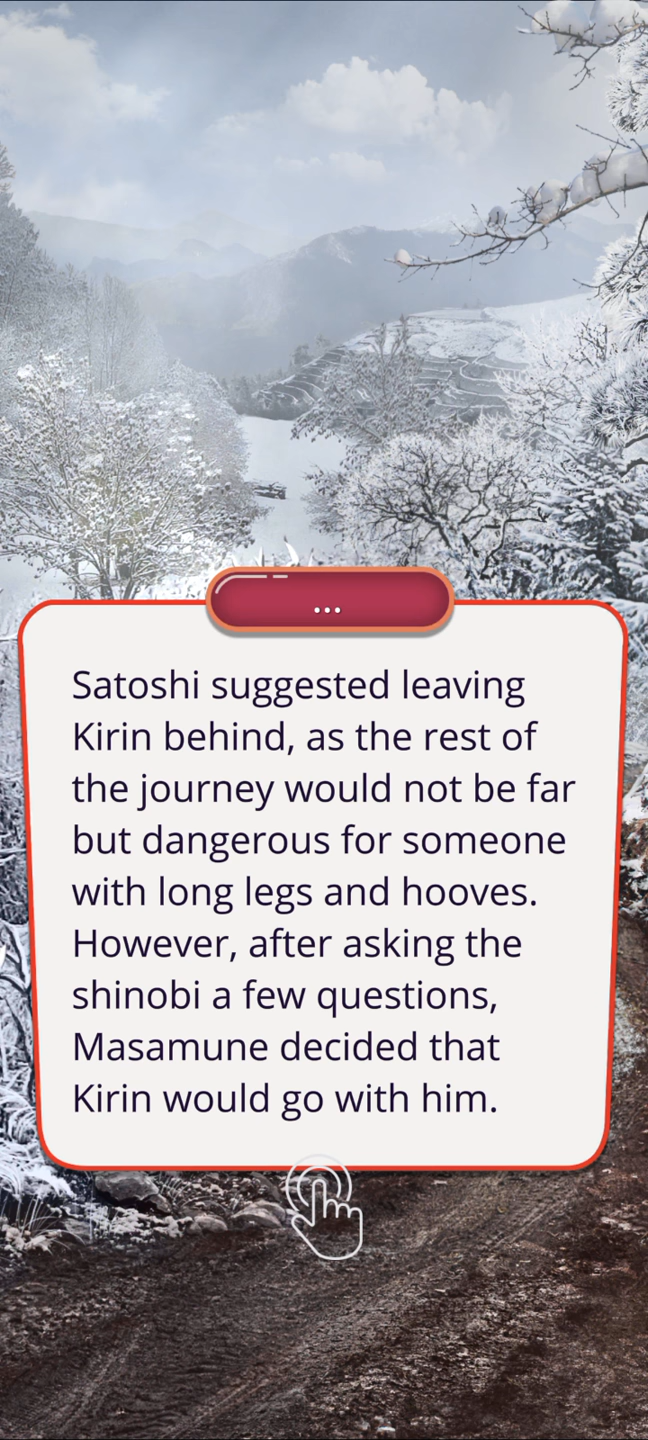 ...
Satoshi suggested leaving
Kirin behind, as the rest of
the journey would not be far
but dangerous for someone
with long legs and hooves.
However, after asking the
shinobi a few questions,
Masamune decided that
Kirin would go with him.